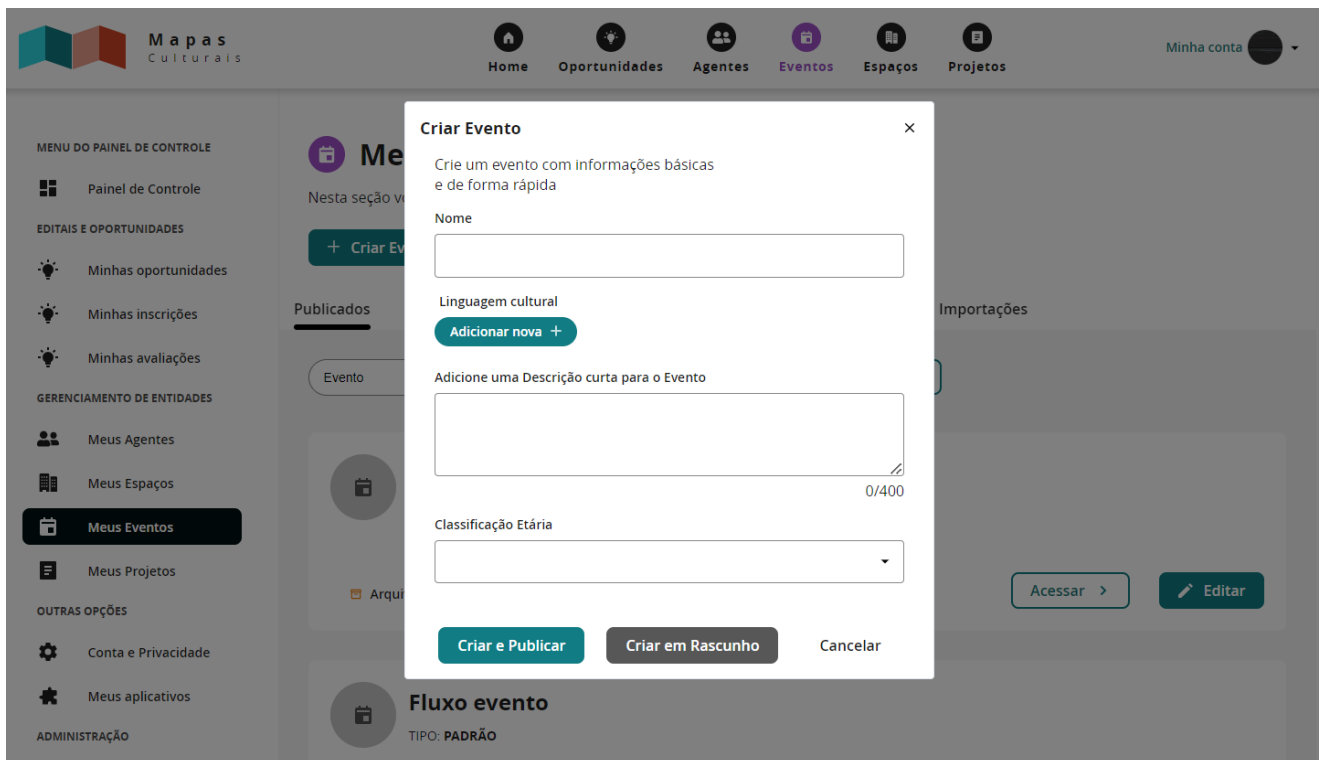 Mapas
Culturais
Home
Oportunidades
Agentes
Eventos
Espaços
Projetos
Minha conta
MENU DO PAINEL DE CONTROLE
Painel de Controle
EDITAIS E OPORTUNIDADES
Minhas oportunidades
Minhas inscrições
Minhas avaliações
GERENCIAMENTO DE ENTIDADES
Meus Agentes
Meus Espaços
Meus Eventos
Meus Projetos
OUTRAS OPÇÕES
Conta e Privacidade
Meus aplicativos
ADMINISTRAÇÃO
Me
Nesta seção v
+ Criar Ev
Publicados
Importações
Evento
Arqui
Acessar >
Editar
Fluxo evento
TIPO: PADRÃO
Criar Evento
×
Crie um evento com informações básicas
e de forma rápida
Nome
Linguagem cultural
Adicionar nova +
Adicione uma Descrição curta para o Evento
0/400
Classificação Etária
Criar e Publicar
Criar em Rascunho
Cancelar